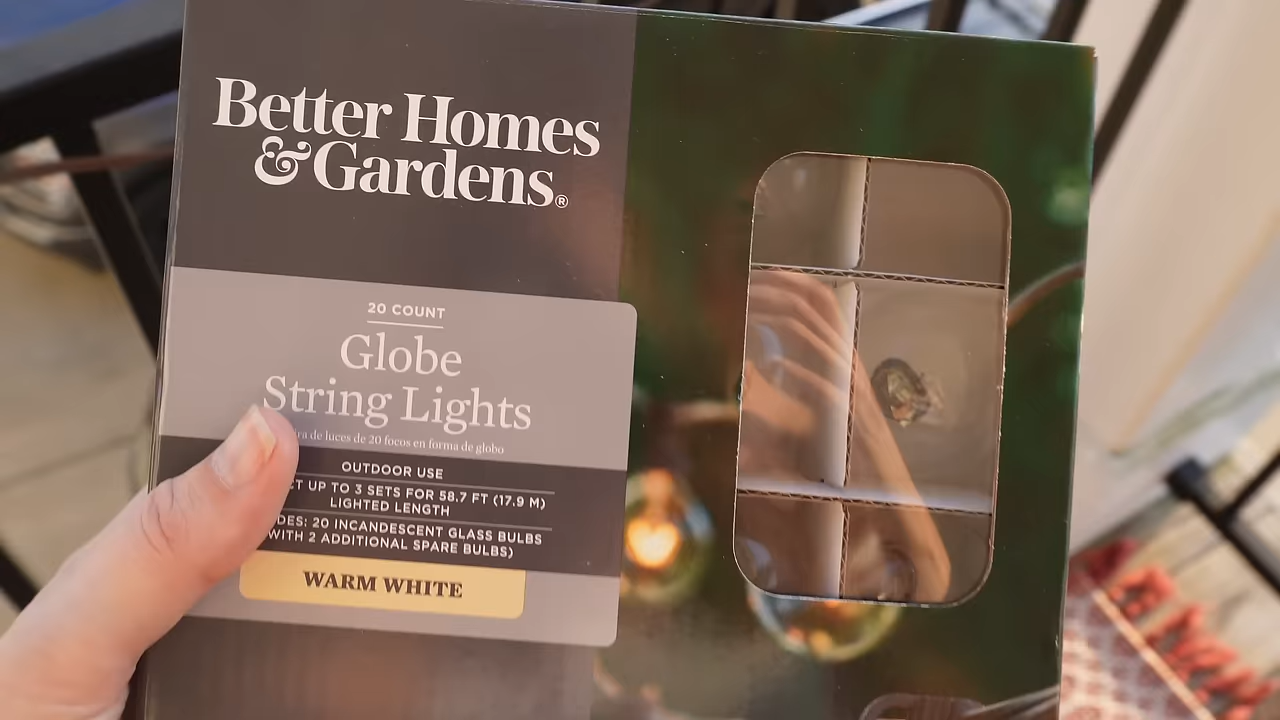 Better Homes
& Gardens®
20 COUNT
Globe
String Lights
de luces de 20 focos en forma de globo
OUTDOOR USE
UP TO 3 SETS FOR 58.7 FT (17.9 M)
LIGHTED LENGTH
20 INCANDESCENT GLASS BULBS
WITH 2 ADDITIONAL SPARE BULBS)
WARM WHITE